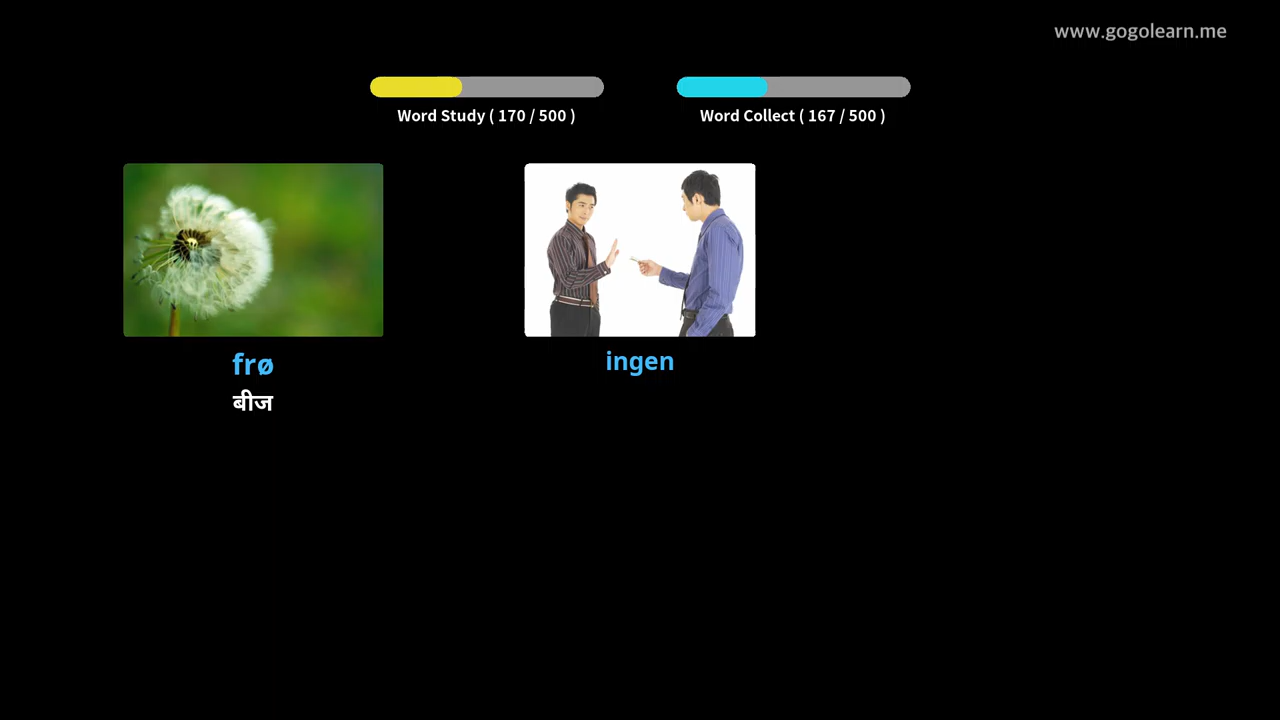 www.gogolearn.me
Word Study ( 170 / 500 )
Word Collect ( 167 / 500 )
frø
बीज
ingen